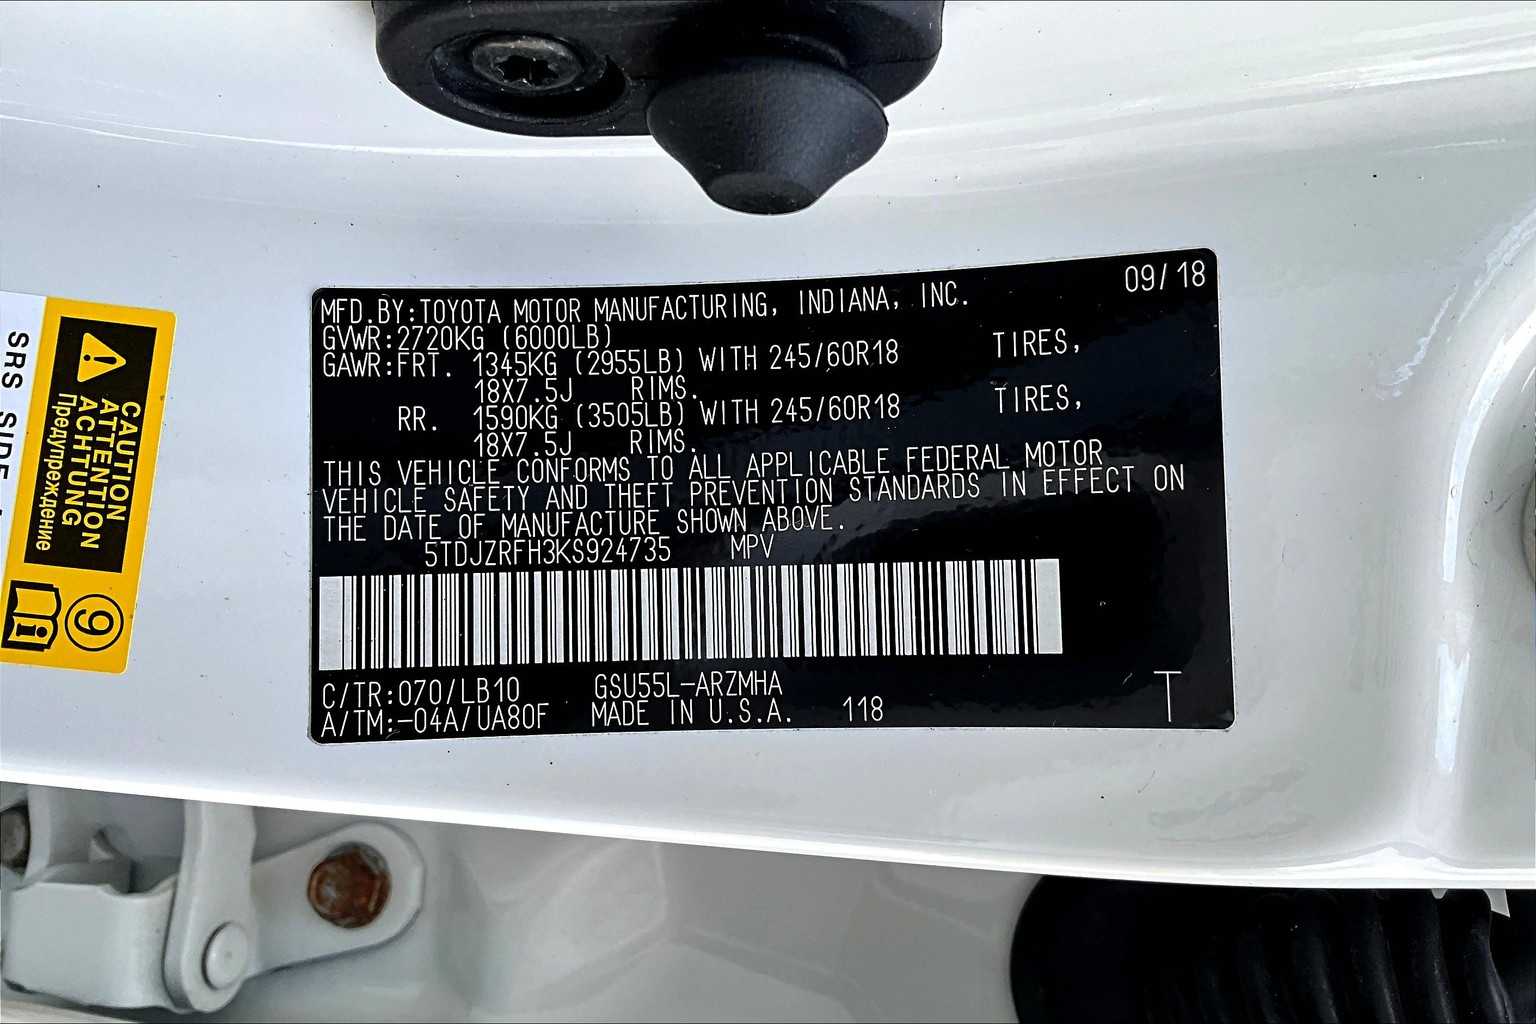 MFD.BY:TOYOTA MOTOR MANUFACTURING, INDIANA, INC. 09/18
GVWR:2720KG (6000LB)
GAWR:FRT. 1345KG (2955LB) WITH 245/60R18 TIRES,
18X7.5J RIMS.
RR. 1590KG (3505LB) WITH 245/60R18 TIRES,
18X7.5J RIMS.
THIS VEHICLE CONFORMS TO ALL APPLICABLE FEDERAL MOTOR
VEHICLE SAFETY AND THEFT PREVENTION STANDARDS IN EFFECT ON
THE DATE OF MANUFACTURE SHOWN ABOVE.
5TDJZRFH3KS924735 MPV
C/TR:070/LB10 GSU55L-ARZMHA
A/TM:-04A/UA80F MADE IN U.S.A. 118 T
CAUTION
ATTENTION
ACHTUNG
Предупреждение
SRS SIDE
9